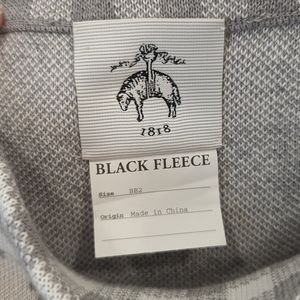 1818
BLACK FLEECE
Size BB2
Origin Made in China